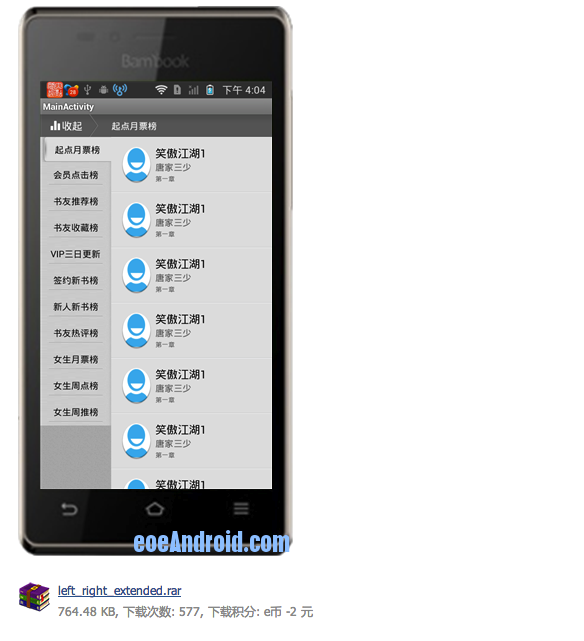 Bambook
下午 4:04
MainActivity
收起
起点月票榜
起点月票榜
会员点击榜
书友推荐榜
书友收藏榜
VIP三日更新
签约新书榜
新人新书榜
书友热评榜
女生月票榜
女生周点榜
女生周推榜
笑傲江湖1
唐家三少
第一章
笑傲江湖1
唐家三少
第一章
笑傲江湖1
唐家三少
第一章
笑傲江湖1
唐家三少
第一章
笑傲江湖1
唐家三少
第一章
笑傲江湖1
唐家三少
第一章
笑傲江湖1
eoeAndroid.com
left_right_extended.rar
764.48 KB, 下载次数: 577, 下载积分: e币 -2 元